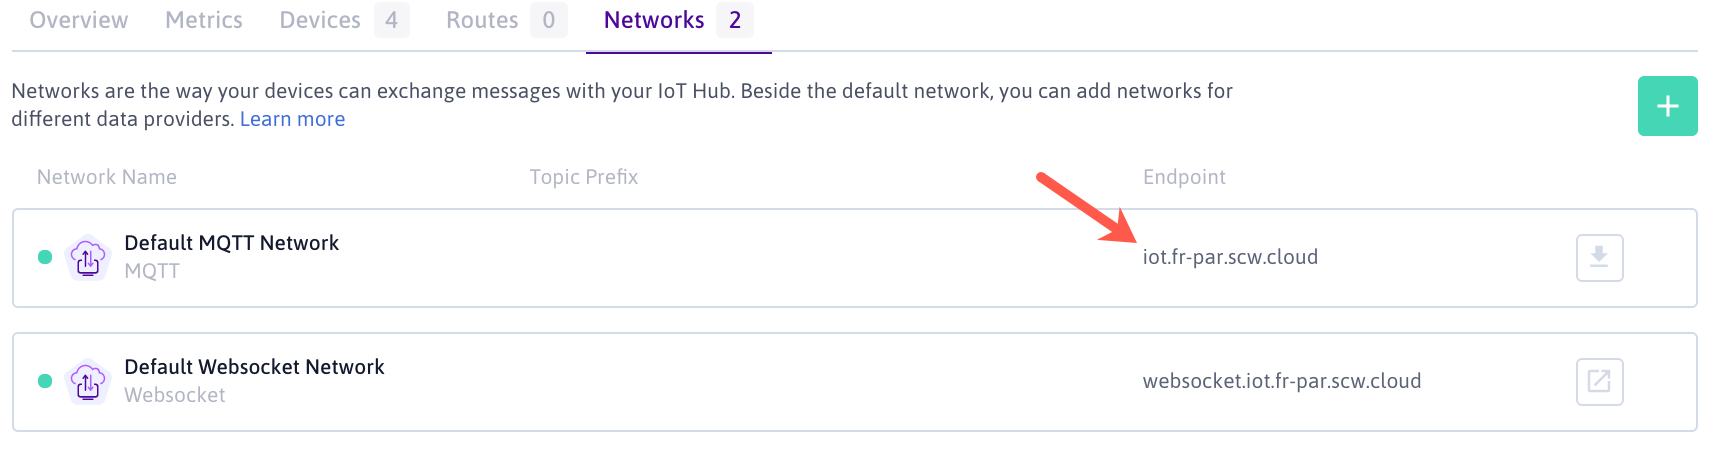 Overview Metrics Devices 4 Routes 0 Networks 2
Networks are the way your devices can exchange messages with your IoT Hub. Beside the default network, you can add networks for
different data providers. Learn more
Network Name Topic Prefix Endpoint
Default MQTT Network
MQTT
iot.fr-par.scw.cloud
Default Websocket Network
Websocket
websocket.iot.fr-par.scw.cloud